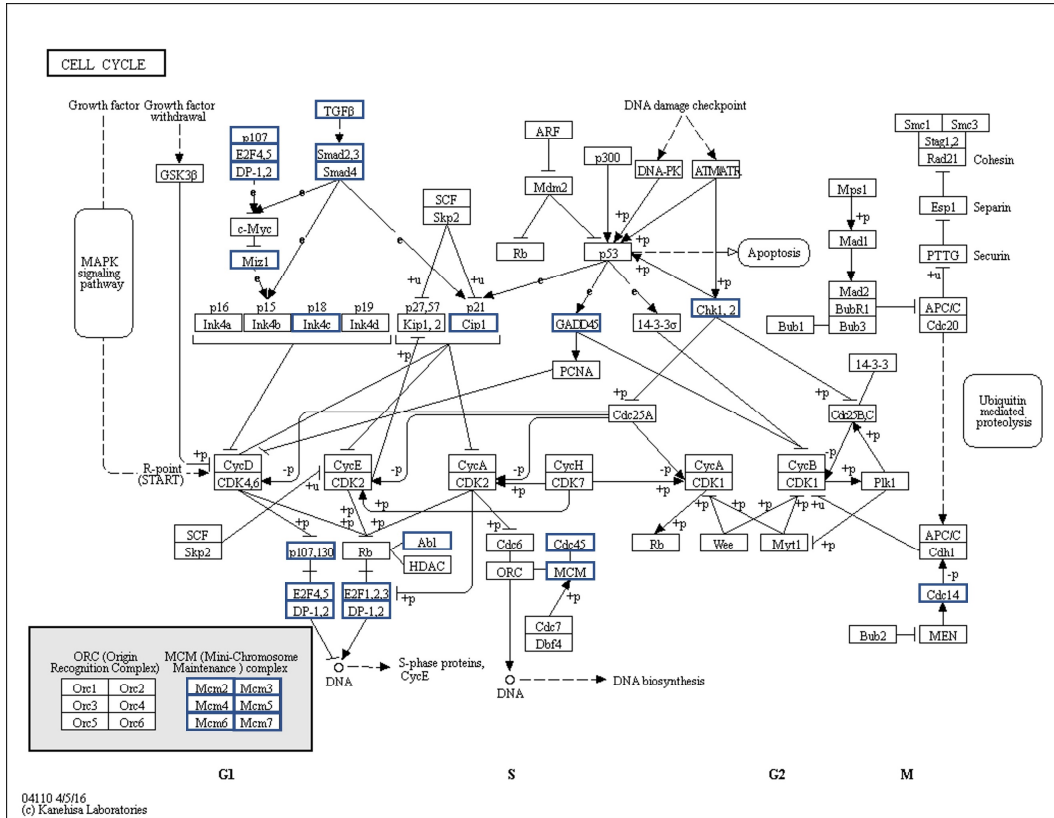 CELL CYCLE
Growth factor
Growth factor
withdrawal
GSK3β
MAPK
signaling
pathway
R-point
(START)
p107
E2F4,5
DP-1,2
e
c-Myc
Miz1
e
TGFβ
Smad2,3
Smad4
e
e
e
p16
Ink4a
p15
Ink4b
p18
Ink4c
p19
Ink4d
SCF
Skp2
+u
+u
p27,57
Kip1, 2
p21
Cip1
ARF
Mdm2
Rb
p300
DNA damage checkpoint
DNA-PK
ATM/ATR
+p
+p
p53
+p
Apoptosis
e
e
e
+p
Chk1, 2
GADD45
14-3-3σ
PCNA
Mps1
+p
Mad1
Mad2
BubR1
Bub3
Bub1
Smc1
Smc3
Stag1,2
Rad21
Cohesin
Esp1
Separin
PTTG
Securin
+u
APC/C
Cdc20
14-3-3
Ubiquitin
mediated
proteolysis
+p
+p
Cdc25A
+p
Cdc25B,C
+p
CycD
CDK4,6
-p
+u
CycE
CDK2
-p
CycA
CDK2
-p
+p
CycH
CDK7
+p
-p
CycA
CDK1
-p
CycB
CDK1
+p
+p
Plk1
SCF
Skp2
+p
+p
+p
+p
+p
+p
p107,130
Rb
Abl
HDAC
Cdc6
ORC
Cdc45
MCM
+p
Cdc7
Dbf4
+p
+p
+p
+p
+u
Rb
Wee
Myt1
+p
APC/C
Cdh1
-p
Cdc14
Bub2
MEN
E2F4,5
DP-1,2
E2F1,2,3
DP-1,2
+p
DNA
S-phase proteins,
CycE
DNA
DNA biosynthesis
ORC (Origin
Recognition Complex)
Orc1
Orc2
Orc3
Orc4
Orc5
Orc6
MCM (Mini-Chromosome
Maintenance ) complex
Mcm2
Mcm3
Mcm4
Mcm5
Mcm6
Mcm7
G1
S
G2
M
04110 4/5/16
(c) Kanehisa Laboratories